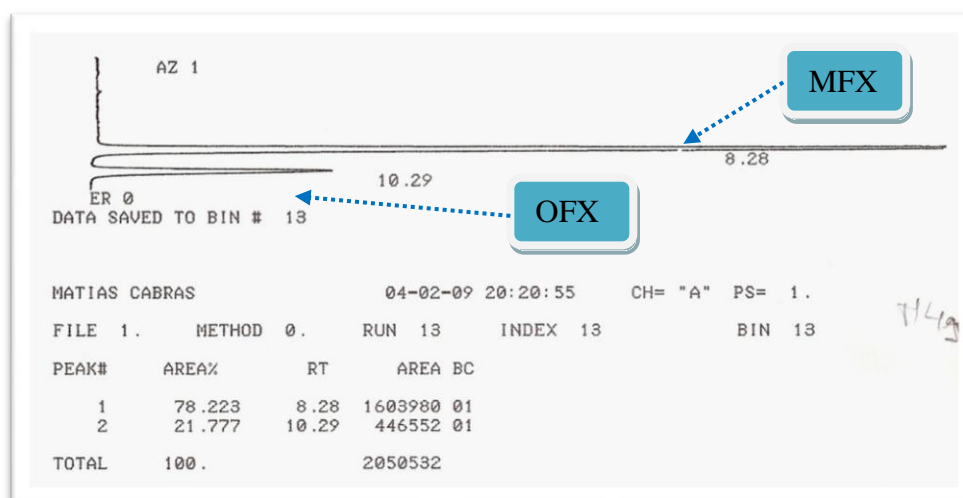 AZ 1
MFX
8.28
10.29
ER 0
OFX
DATA SAVED TO BIN # 13
MATIAS CABRAS 04-02-09 20:20:55 CH= "A" PS= 1.
FILE 1. METHOD 0. RUN 13 INDEX 13 BIN 13
PEAK# AREA% RT AREA BC
1 78.223 8.28 1603980 01
2 21.777 10.29 446552 01
TOTAL 100. 2050532